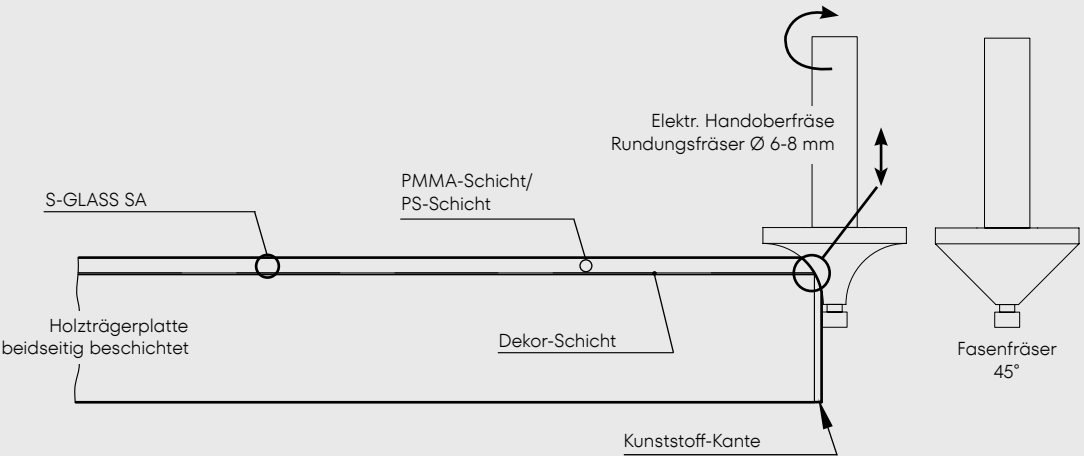 Elektr. Handoberfräse
Rundungsfräser Ø 6-8 mm
S-GLASS SA
PMMA-Schicht/
PS-Schicht
Holzträgerplatte
beidseitig beschichtet
Dekor-Schicht
Fasenfräser
45°
Kunststoff-Kante